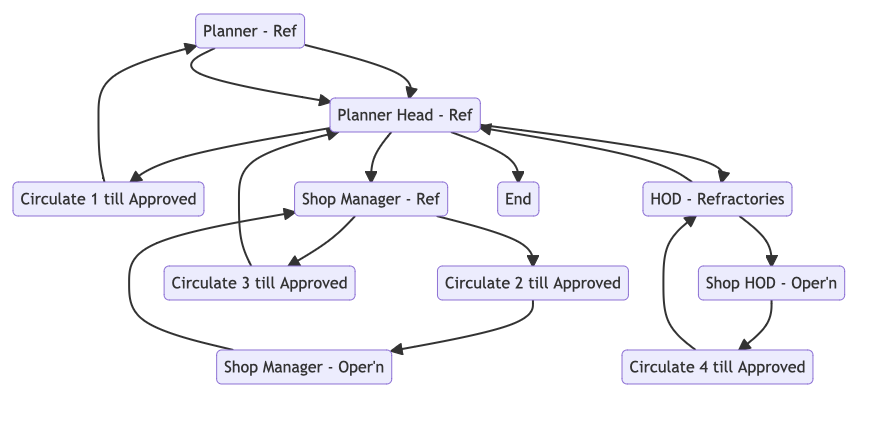 Planner - Ref
Planner Head - Ref
Circulate 1 till Approved
Shop Manager - Ref
End
HOD - Refractories
Circulate 3 till Approved
Circulate 2 till Approved
Shop HOD - Oper'n
Shop Manager - Oper'n
Circulate 4 till Approved